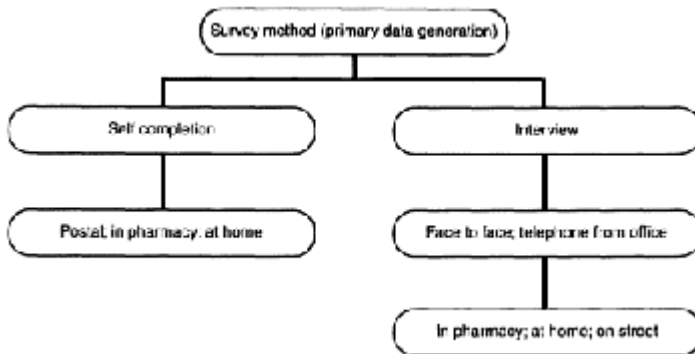 Survey method (primary data generation)
Self completion
Interview
Postal; in pharmacy; at home
Face to face; telephone from office
In pharmacy; at home; on street